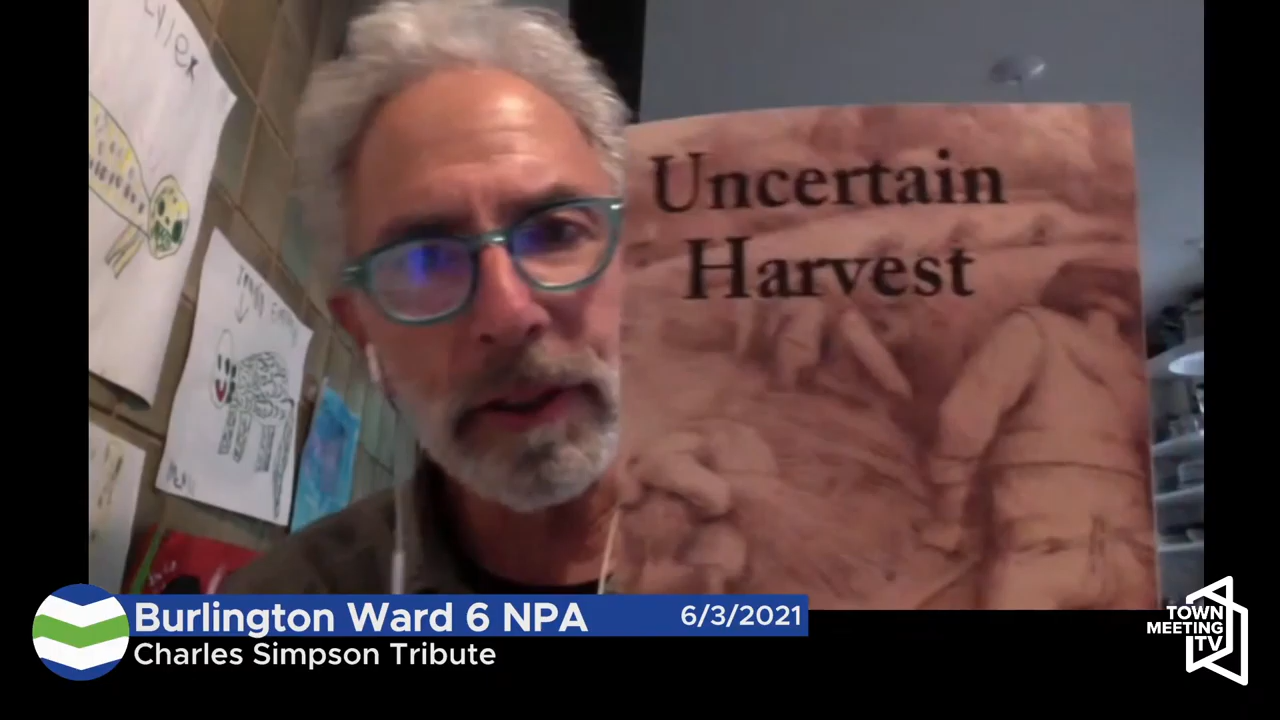 Uncertain
Harvest
Burlington Ward 6 NPA
6/3/2021
Charles Simpson Tribute
TOWN
MEETING
TV